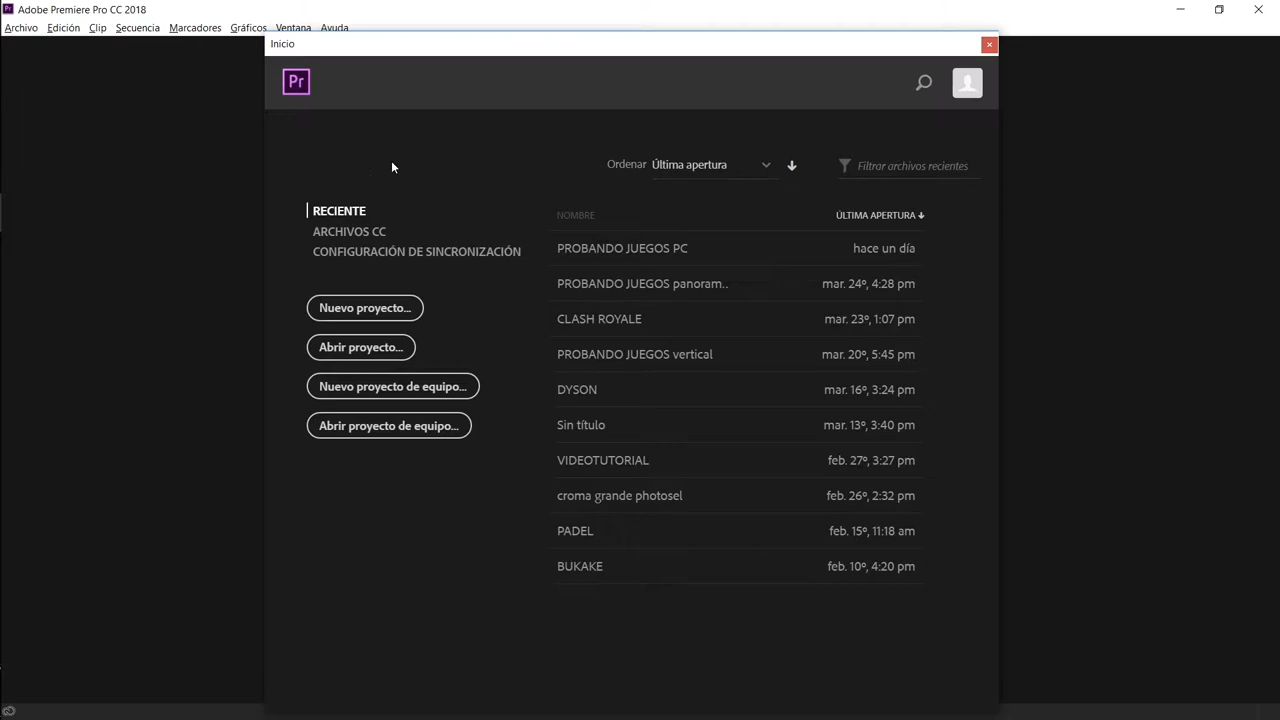 Adobe Premiere Pro CC 2018
Archivo Edición Clip Secuencia Marcadores Gráficos Ventana Ayuda
Inicio
Pr
Ordenar Última apertura Filtrar archivos recientes
RECIENTE
ARCHIVOS CC
CONFIGURACIÓN DE SINCRONIZACIÓN
Nuevo proyecto...
Abrir proyecto...
Nuevo proyecto de equipo...
Abrir proyecto de equipo...
NOMBRE ÚLTIMA APERTURA
PROBANDO JUEGOS PC hace un día
PROBANDO JUEGOS panoram.. mar. 24º, 4:28 pm
CLASH ROYALE mar. 23º, 1:07 pm
PROBANDO JUEGOS vertical mar. 20º, 5:45 pm
DYSON mar. 16º, 3:24 pm
Sin título mar. 13º, 3:40 pm
VIDEOTUTORIAL feb. 27º, 3:27 pm
croma grande photosel feb. 26º, 2:32 pm
PADEL feb. 15º, 11:18 am
BUKAKE feb. 10º, 4:20 pm